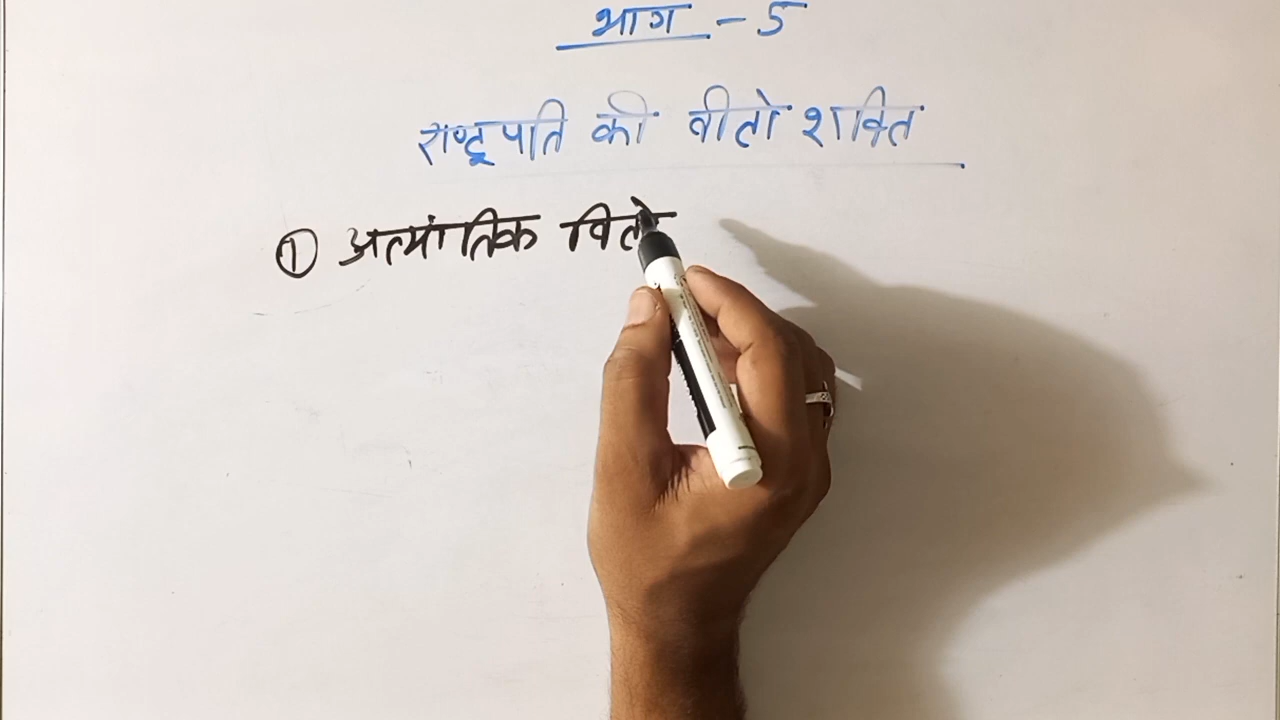 भाग - 5
राष्ट्रपति की वीतो शक्ति
① अत्यांतिक वितो